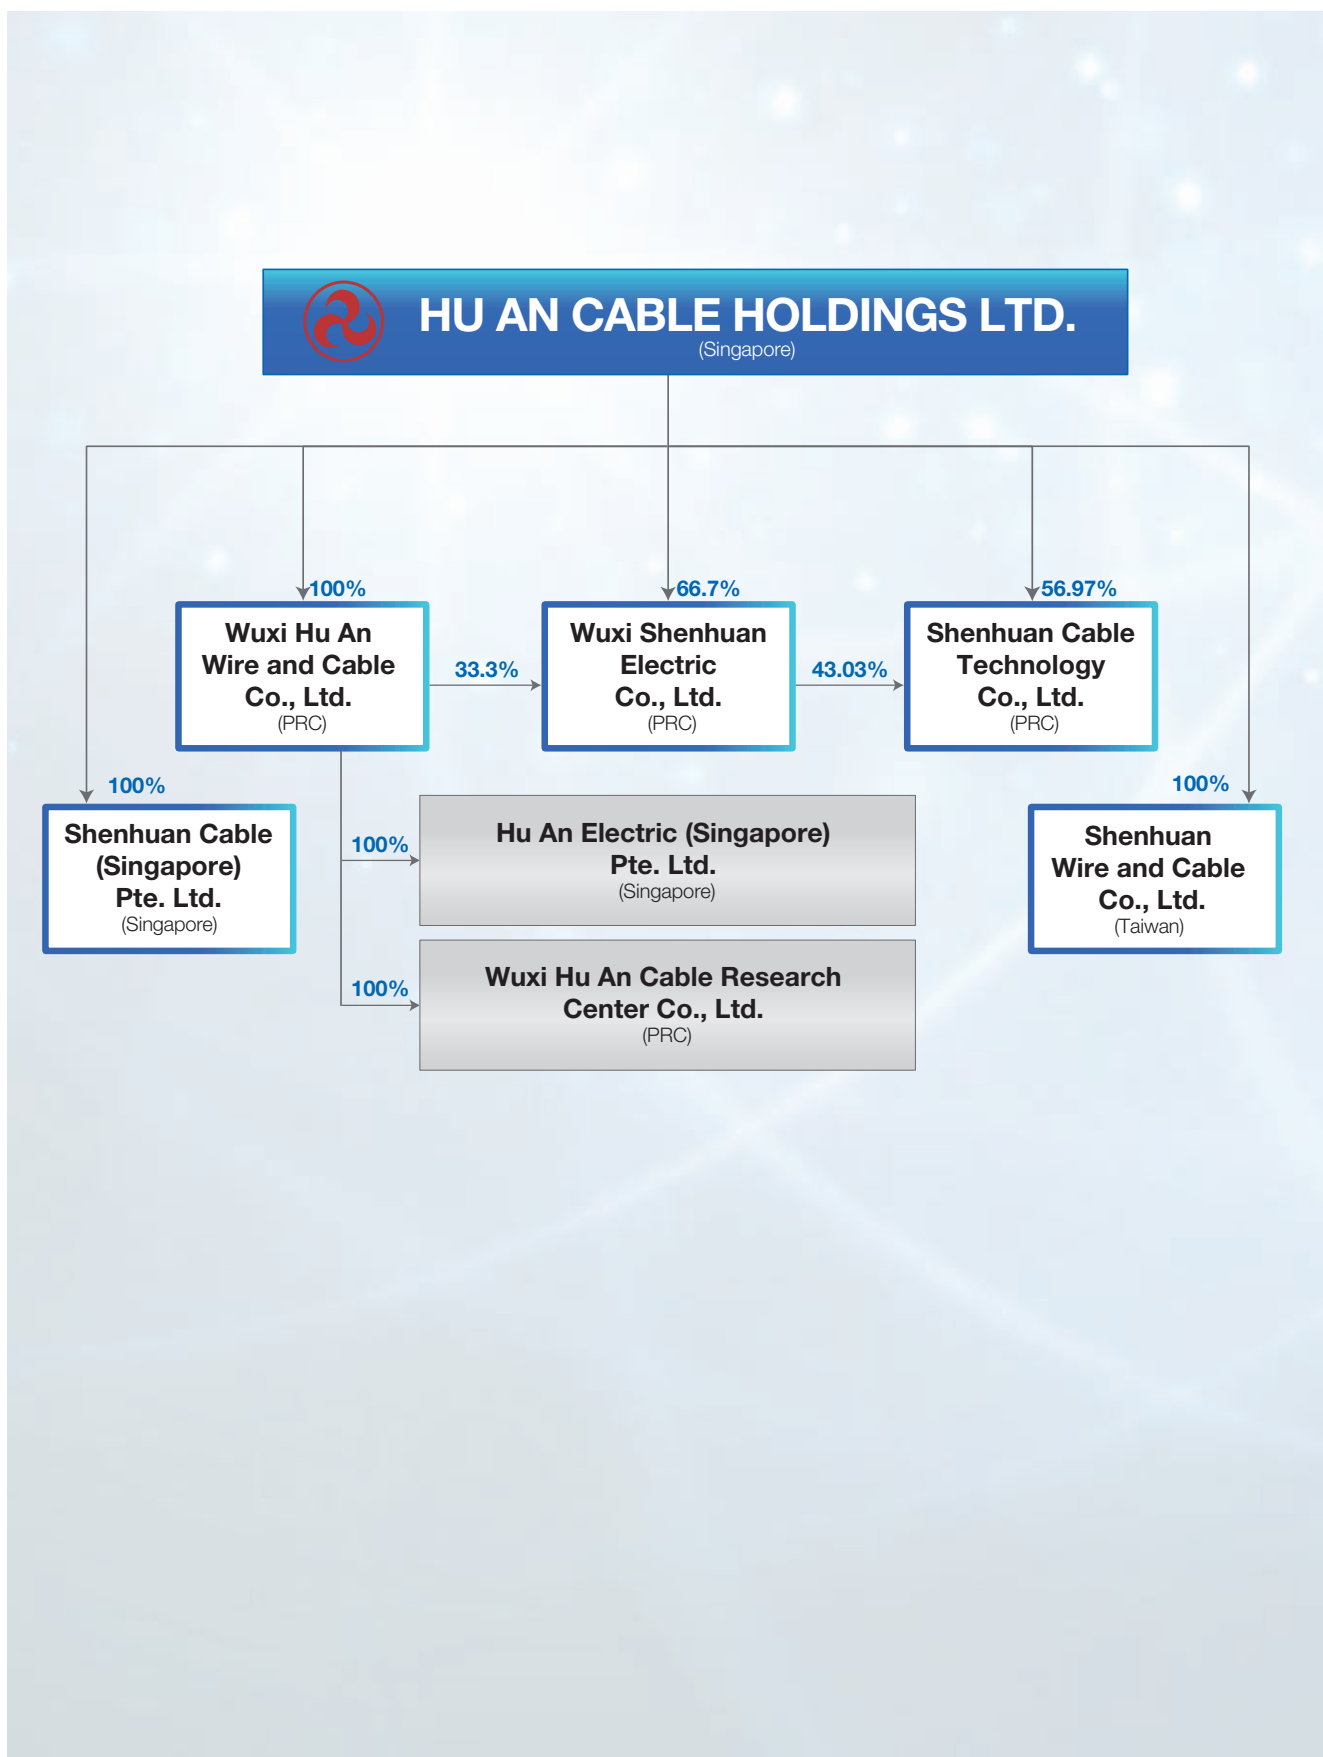 HU AN CABLE HOLDINGS LTD.
(Singapore)
100%
Wuxi Hu An
Wire and Cable
Co., Ltd.
(PRC)
33.3%
66.7%
Wuxi Shenhuan
Electric
Co., Ltd.
(PRC)
43.03%
56.97%
Shenhuan Cable
Technology
Co., Ltd.
(PRC)
100%
Shenhuan Cable
(Singapore)
Pte. Ltd.
(Singapore)
100%
Hu An Electric (Singapore)
Pte. Ltd.
(Singapore)
100%
Wuxi Hu An Cable Research
Center Co., Ltd.
(PRC)
100%
Shenhuan
Wire and Cable
Co., Ltd.
(Taiwan)